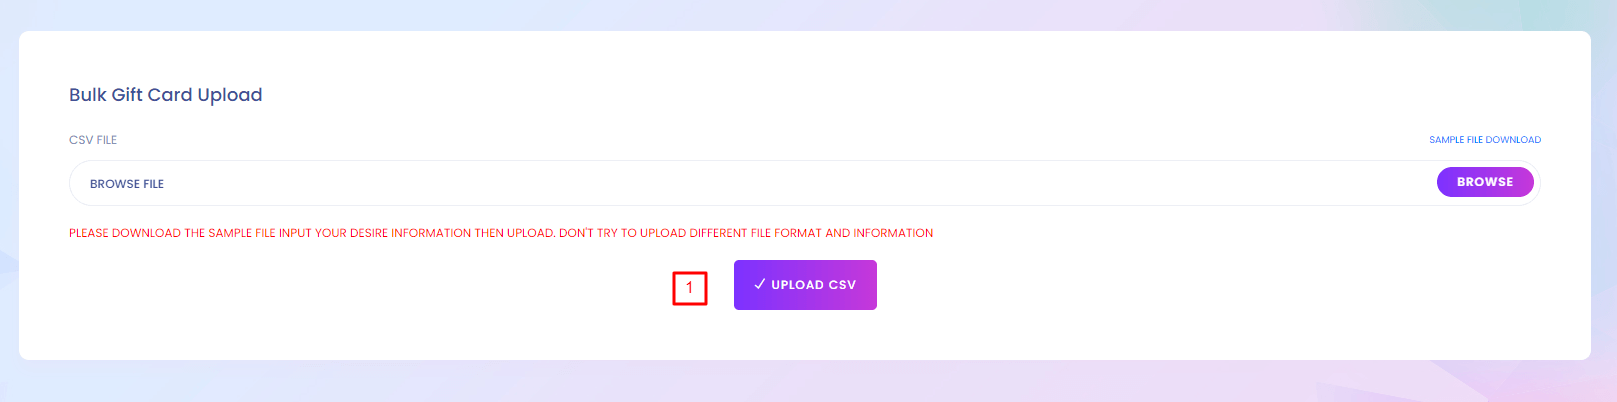 Bulk Gift Card Upload
CSV FILE
SAMPLE FILE DOWNLOAD
BROWSE FILE
BROWSE
PLEASE DOWNLOAD THE SAMPLE FILE INPUT YOUR DESIRE INFORMATION THEN UPLOAD. DON'T TRY TO UPLOAD DIFFERENT FILE FORMAT AND INFORMATION
1
✓ UPLOAD CSV